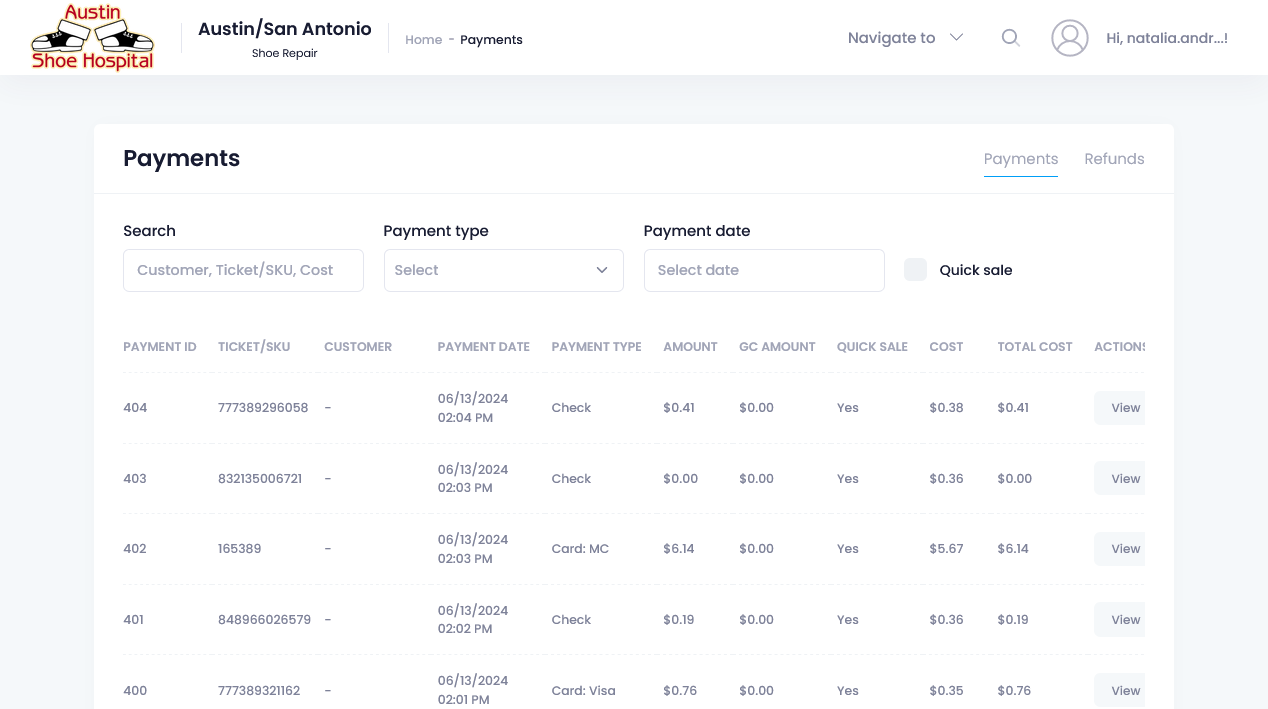 Austin
Shoe Hospital
Austin/San Antonio
Shoe Repair
Home - Payments
Navigate to
Hi, natalia.andr...!
Payments
Payments Refunds
Search Payment type Payment date
Customer, Ticket/SKU, Cost Select Select date Quick sale
PAYMENT ID TICKET/SKU CUSTOMER PAYMENT DATE PAYMENT TYPE AMOUNT GC AMOUNT QUICK SALE COST TOTAL COST ACTIONS
404 777389296058 - 06/13/2024 02:04 PM Check $0.41 $0.00 Yes $0.38 $0.41 View
403 832135006721 - 06/13/2024 02:03 PM Check $0.00 $0.00 Yes $0.36 $0.00 View
402 165389 - 06/13/2024 02:03 PM Card: MC $6.14 $0.00 Yes $5.67 $6.14 View
401 848966026579 - 06/13/2024 02:02 PM Check $0.19 $0.00 Yes $0.36 $0.19 View
400 777389321162 - 06/13/2024 02:01 PM Card: Visa $0.76 $0.00 Yes $0.35 $0.76 View